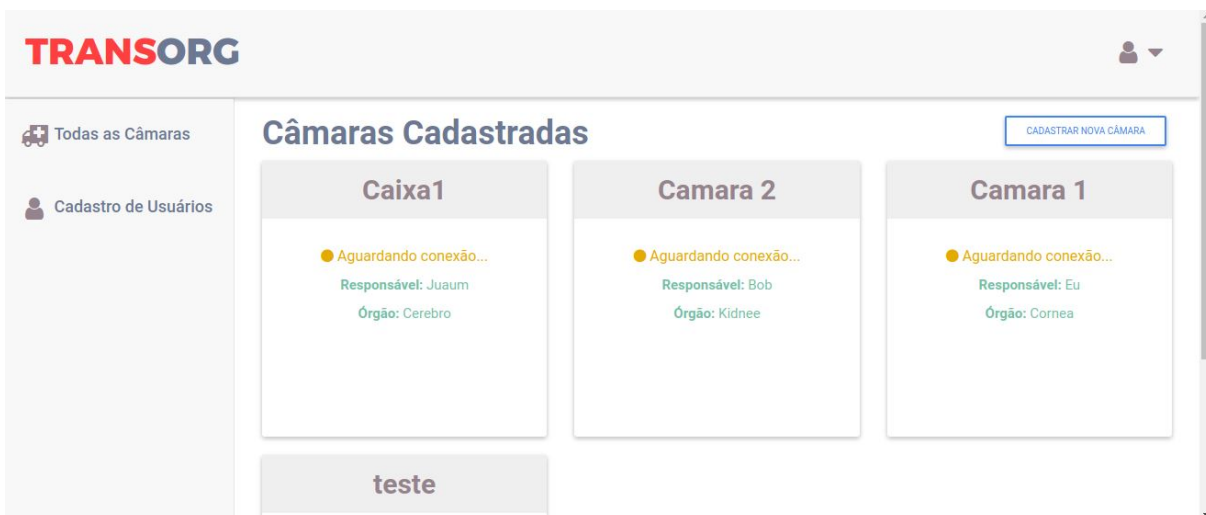 TRANSORG
Todas as Câmaras
Cadastro de Usuários
Câmaras Cadastradas
CADASTRAR NOVA CÂMARA
Caixa1
Aguardando conexão...
Responsável: Juaum
Órgão: Cerebro
Camara 2
Aguardando conexão...
Responsável: Bob
Órgão: Kidnee
Camara 1
Aguardando conexão...
Responsável: Eu
Órgão: Cornea
teste